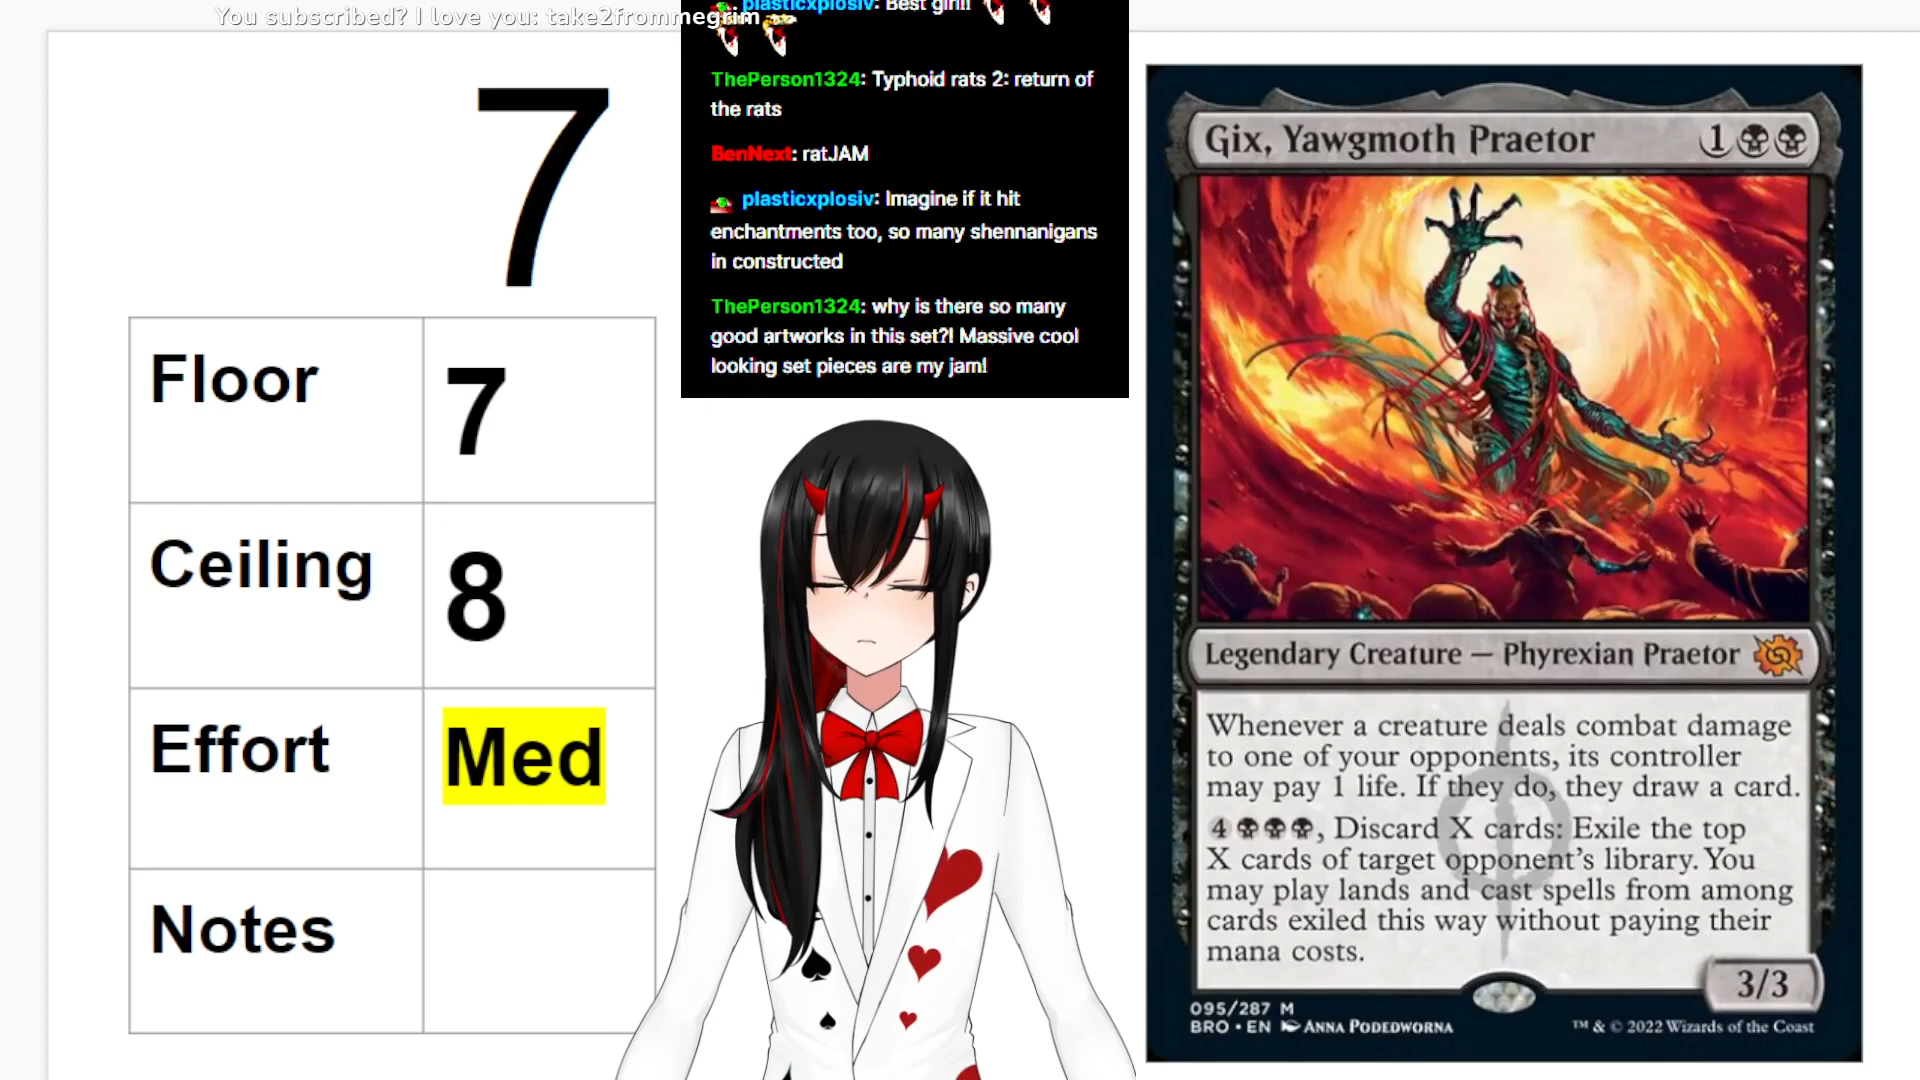 You subscribed? I love you: take2frommegrim
7
Floor 7
Ceiling 8
Effort Med
Notes
plasticxplosiv: Best girl!
ThePerson1324: Typhoid rats 2: return of
the rats
BenNext: ratJAM
plasticxplosiv: Imagine if it hit
enchantments too, so many shennanigans
in constructed
ThePerson1324: why is there so many
good artworks in this set?! Massive cool
looking set pieces are my jam!
Gix, Yawgmoth Praetor 1
Legendary Creature — Phyrexian Praetor
Whenever a creature deals combat damage
to one of your opponents, its controller
may pay 1 life. If they do, they draw a card.
4, Discard X cards: Exile the top
X cards of target opponent's library. You
may play lands and cast spells from among
cards exiled this way without paying their
mana costs.
3/3
095/287 M
BRO • EN Anna Podedworna
™ & © 2022 Wizards of the Coast